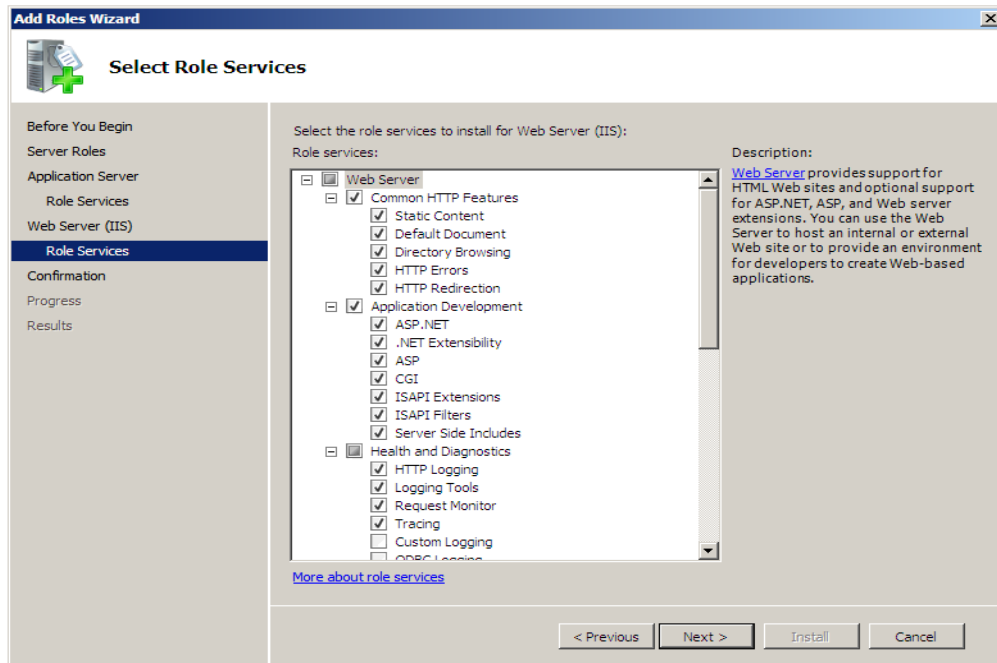 Add Roles Wizard
Select Role Services
Before You Begin
Server Roles
Application Server
Role Services
Web Server (IIS)
Role Services
Confirmation
Progress
Results
Select the role services to install for Web Server (IIS):
Role services:
Web Server
Common HTTP Features
Static Content
Default Document
Directory Browsing
HTTP Errors
HTTP Redirection
Application Development
ASP.NET
.NET Extensibility
ASP
CGI
ISAPI Extensions
ISAPI Filters
Server Side Includes
Health and Diagnostics
HTTP Logging
Logging Tools
Request Monitor
Tracing
Custom Logging
ODBC Logging
More about role services
Description:
Web Server provides support for
HTML Web sites and optional support
for ASP.NET, ASP, and Web server
extensions. You can use the Web
Server to host an internal or external
Web site or to provide an environment
for developers to create Web-based
applications.
< Previous
Next >
Install
Cancel